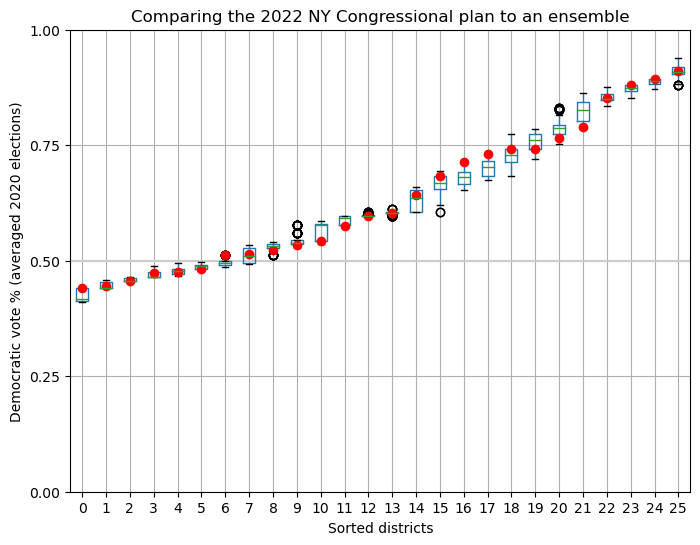 Comparing the 2022 NY Congressional plan to an ensemble
Democratic vote % (averaged 2020 elections)
1.00
0.75
0.50
0.25
0.00
0 1 2 3 4 5 6 7 8 9 10 11 12 13 14 15 16 17 18 19 20 21 22 23 24 25
Sorted districts